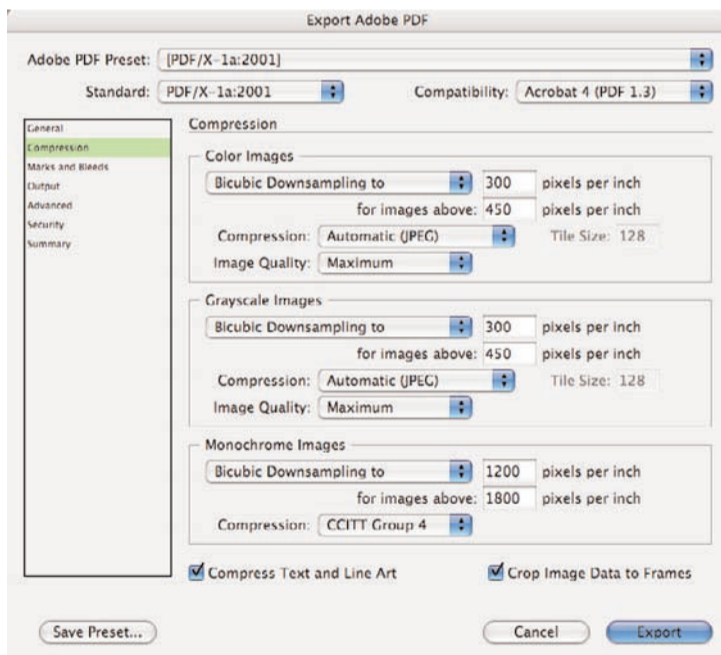 Export Adobe PDF
Adobe PDF Preset: [PDF/X-1a:2001]
Standard: PDF/X-1a:2001 Compatibility: Acrobat 4 (PDF 1.3)
General
Compression
Marks and Bleeds
Output
Advanced
Security
Summary
Compression
Color Images
Bicubic Downsampling to 300 pixels per inch
for images above: 450 pixels per inch
Compression: Automatic (JPEG) Tile Size: 128
Image Quality: Maximum
Grayscale Images
Bicubic Downsampling to 300 pixels per inch
for images above: 450 pixels per inch
Compression: Automatic (JPEG) Tile Size: 128
Image Quality: Maximum
Monochrome Images
Bicubic Downsampling to 1200 pixels per inch
for images above: 1800 pixels per inch
Compression: CCITT Group 4
Compress Text and Line Art Crop Image Data to Frames
Save Preset... Cancel Export